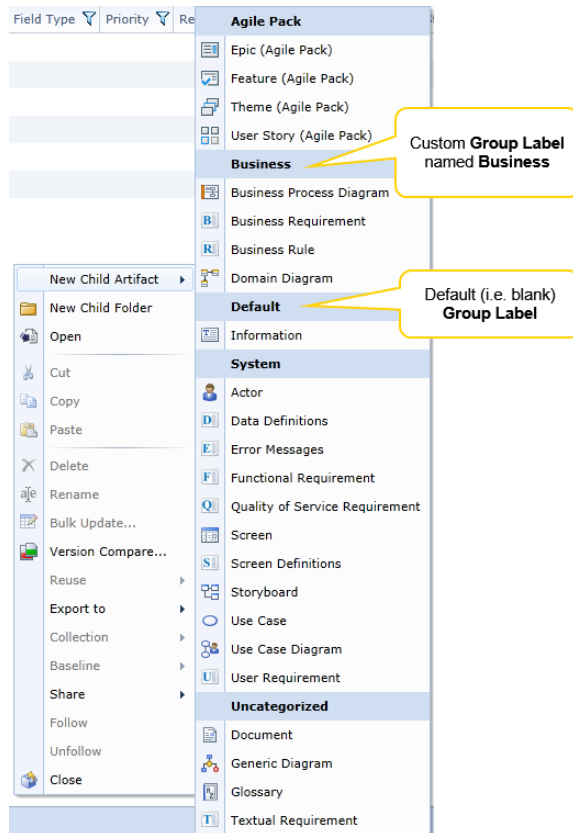 Field Type Priority Re
Agile Pack
Epic (Agile Pack)
Feature (Agile Pack)
Theme (Agile Pack)
User Story (Agile Pack)
Business
Business Process Diagram
Business Requirement
Business Rule
Domain Diagram
Default
Information
System
Actor
Data Definitions
Error Messages
Functional Requirement
Quality of Service Requirement
Screen
Screen Definitions
Storyboard
Use Case
Use Case Diagram
User Requirement
Uncategorized
Document
Generic Diagram
Glossary
Textual Requirement
Custom Group Label
named Business
Default (i.e. blank)
Group Label
New Child Artifact
New Child Folder
Open
Cut
Copy
Paste
Delete
Rename
Bulk Update...
Version Compare...
Reuse
Export to
Collection
Baseline
Share
Follow
Unfollow
Close